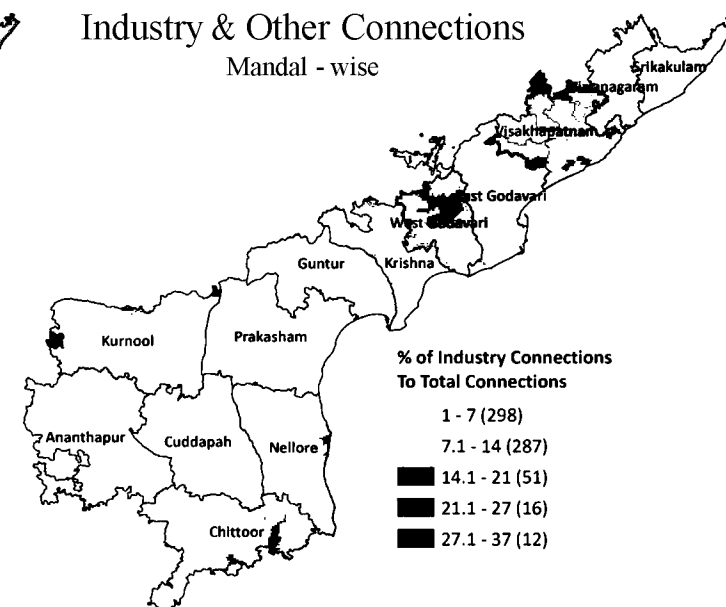 Industry & Other Connections
Mandal - wise
Srikakulam
Vizianagaram
Visakhapatnam
East Godavari
West Godavari
Guntur
Krishna
Kurnool
Prakasham
% of Industry Connections
To Total Connections
1 - 7 (298)
7.1 - 14 (287)
14.1 - 21 (51)
21.1 - 27 (16)
27.1 - 37 (12)
Ananthapur
Cuddapah
Nellore
Chittoor